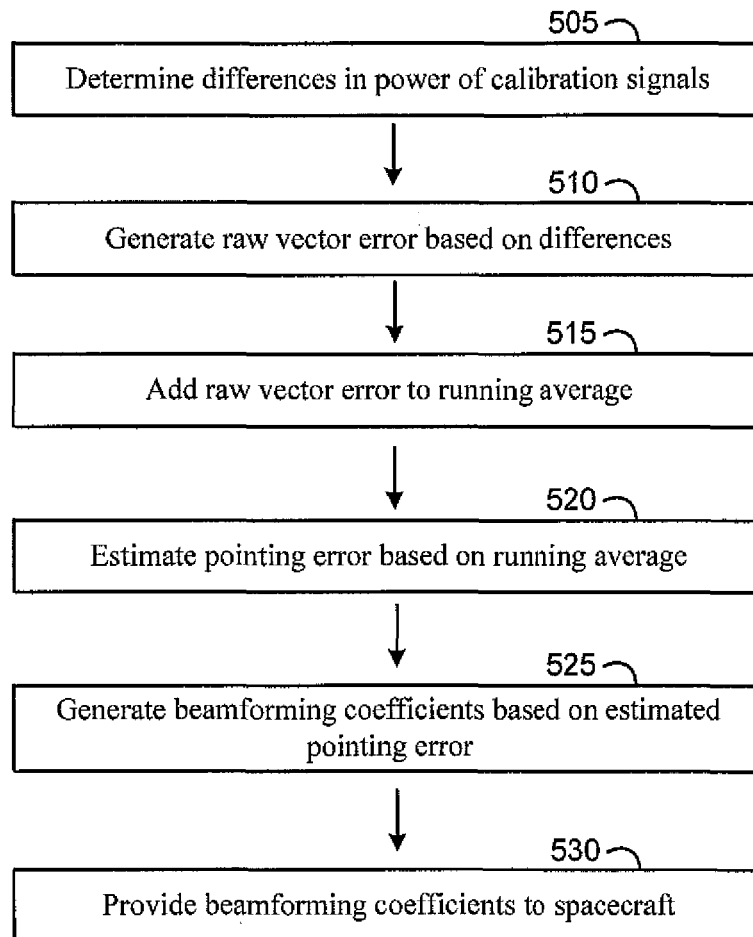 505
Determine differences in power of calibration signals
510
Generate raw vector error based on differences
515
Add raw vector error to running average
520
Estimate pointing error based on running average
525
Generate beamforming coefficients based on estimated
pointing error
530
Provide beamforming coefficients to spacecraft